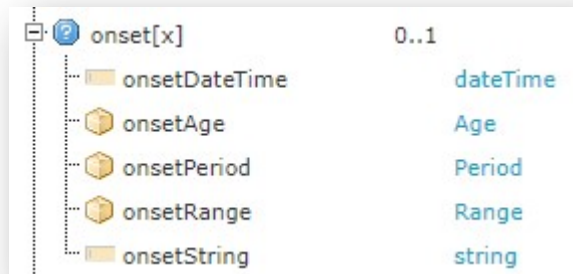 onset[x] 0..1
onsetDateTime dateTime
onsetAge Age
onsetPeriod Period
onsetRange Range
onsetString string